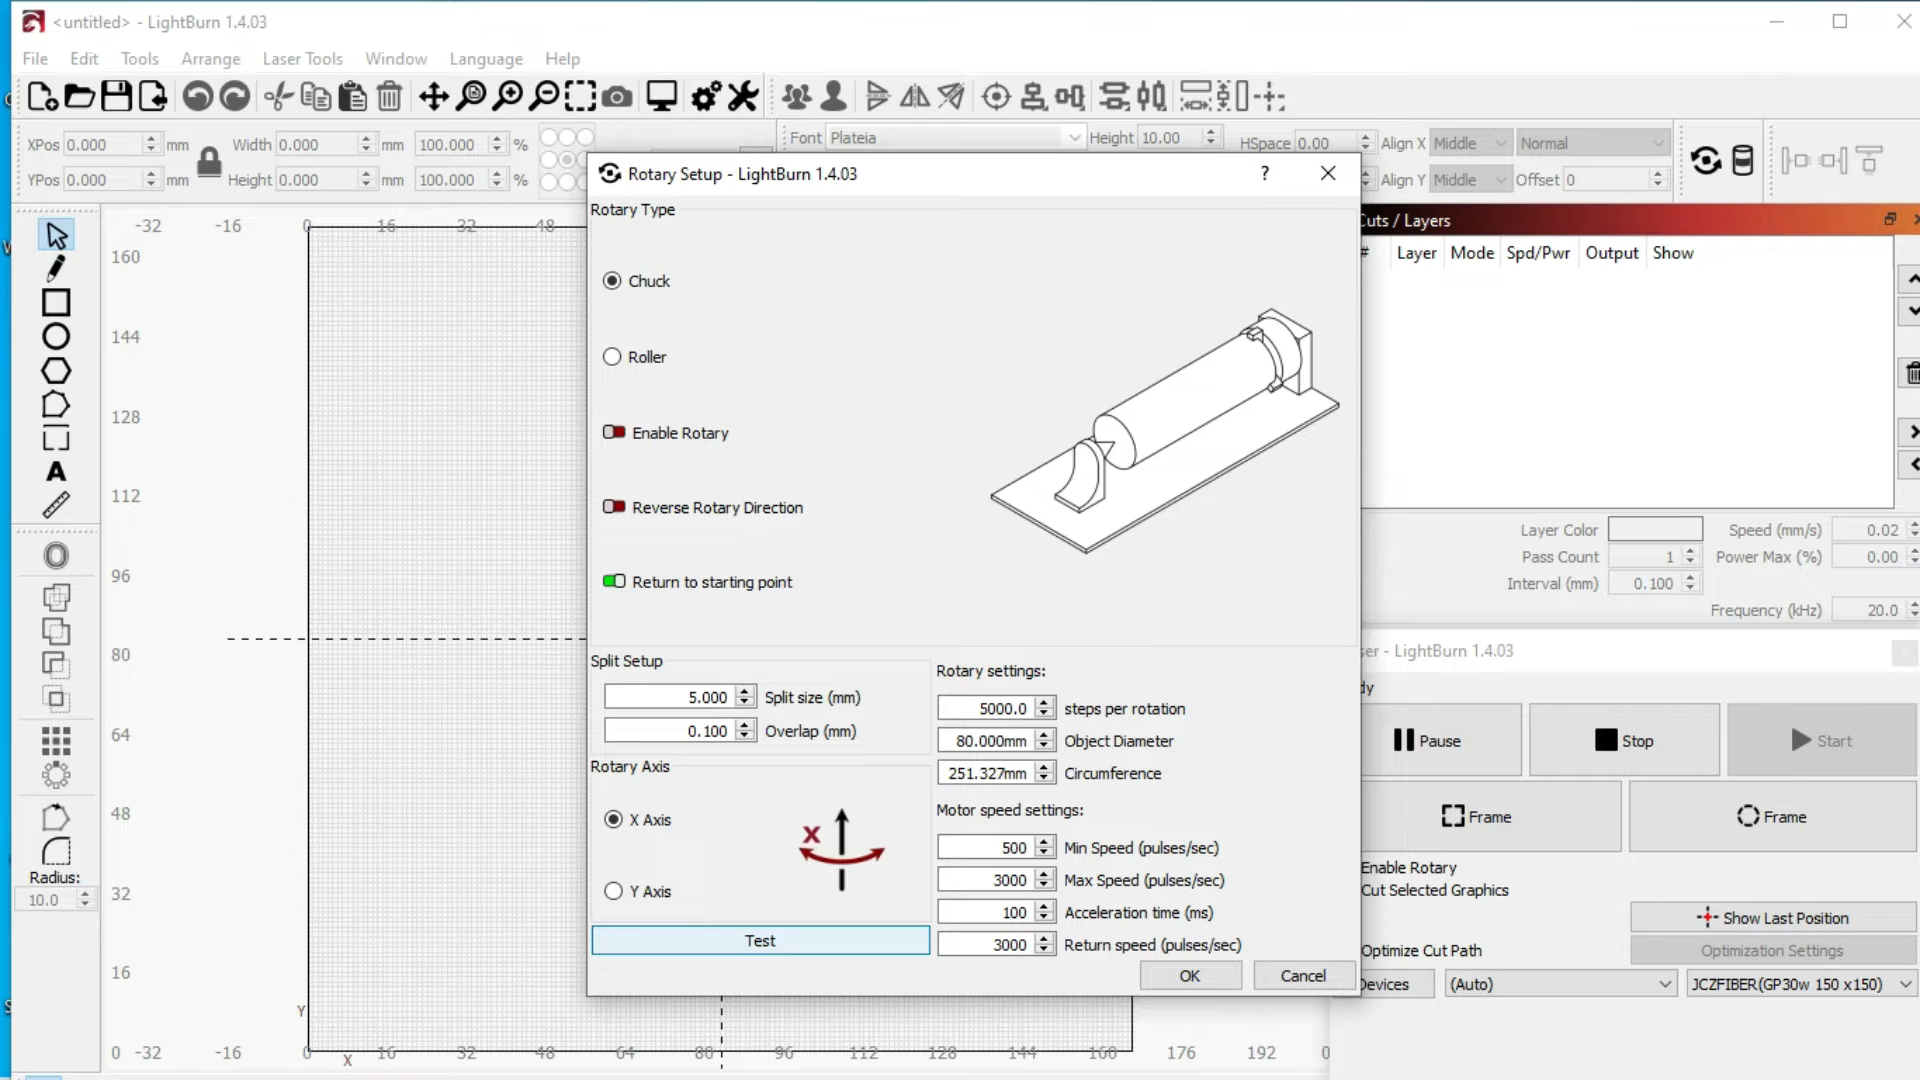 <untitled> - LightBurn 1.4.03
File Edit Tools Arrange Laser Tools Window Language Help
XPos 0.000 mm Width 0.000 mm 100.000 %
YPos 0.000 mm Height 0.000 mm 100.000 %
Font Plateia Height 10.00 HSpace 0.00 Align X Middle Normal
Align Y Middle Offset 0
Rotary Setup - LightBurn 1.4.03 ?
Rotary Type
Chuck
Roller
Enable Rotary
Reverse Rotary Direction
Return to starting point
Split Setup
5.000 Split size (mm)
0.100 Overlap (mm)
Rotary Axis
X Axis
X
Y Axis
Test
Rotary settings:
5000.0 steps per rotation
80.000mm Object Diameter
251.327mm Circumference
Motor speed settings:
500 Min Speed (pulses/sec)
3000 Max Speed (pulses/sec)
100 Acceleration time (ms)
3000 Return speed (pulses/sec)
OK Cancel
Cuts / Layers
# Layer Mode Spd/Pwr Output Show
Layer Color Speed (mm/s) 0.02
Pass Count 1 Power Max (%) 0.00
Interval (mm) 0.100
Frequency (kHz) 20.0
ser - LightBurn 1.4.03
dy
Pause Stop Start
Frame Frame
Enable Rotary
Cut Selected Graphics
Show Last Position
Optimize Cut Path Optimization Settings
Devices (Auto) JCZFIBER(GP30w 150 x150)
A
Radius:
10.0
-32 -16 0 16 32 48
160
144
128
112
96
80
64
48
32
16
0 -32 -16 0 16 32 48 64 80 96 112 128 144 160 176 192 0
Y
X